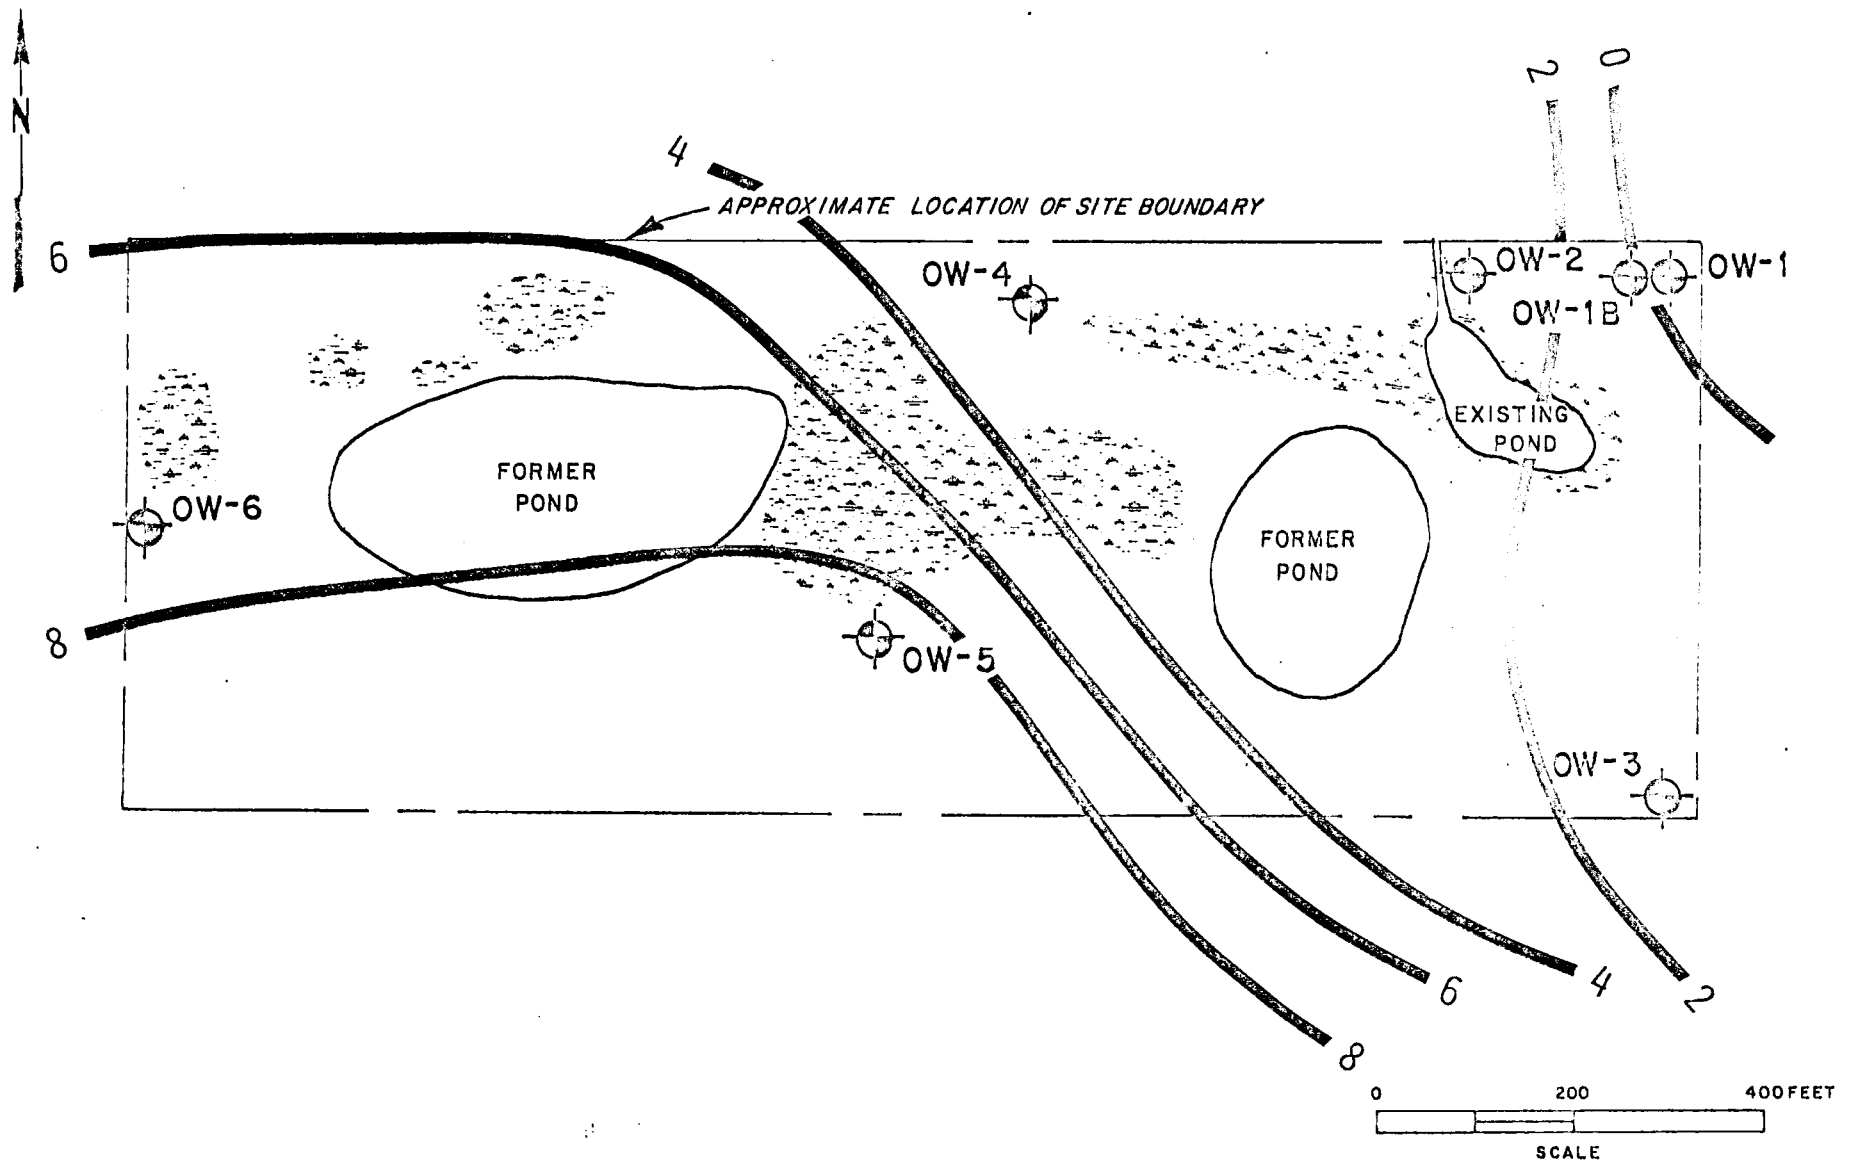 2
0
N
4
APPROXIMATE LOCATION OF SITE BOUNDARY
6
OW-4
OW-2
OW-1
OW-1B
EXISTING
POND
FORMER
POND
OW-6
FORMER
POND
8
OW-5
OW-3
6
4
2
8
0 200 400 FEET
SCALE